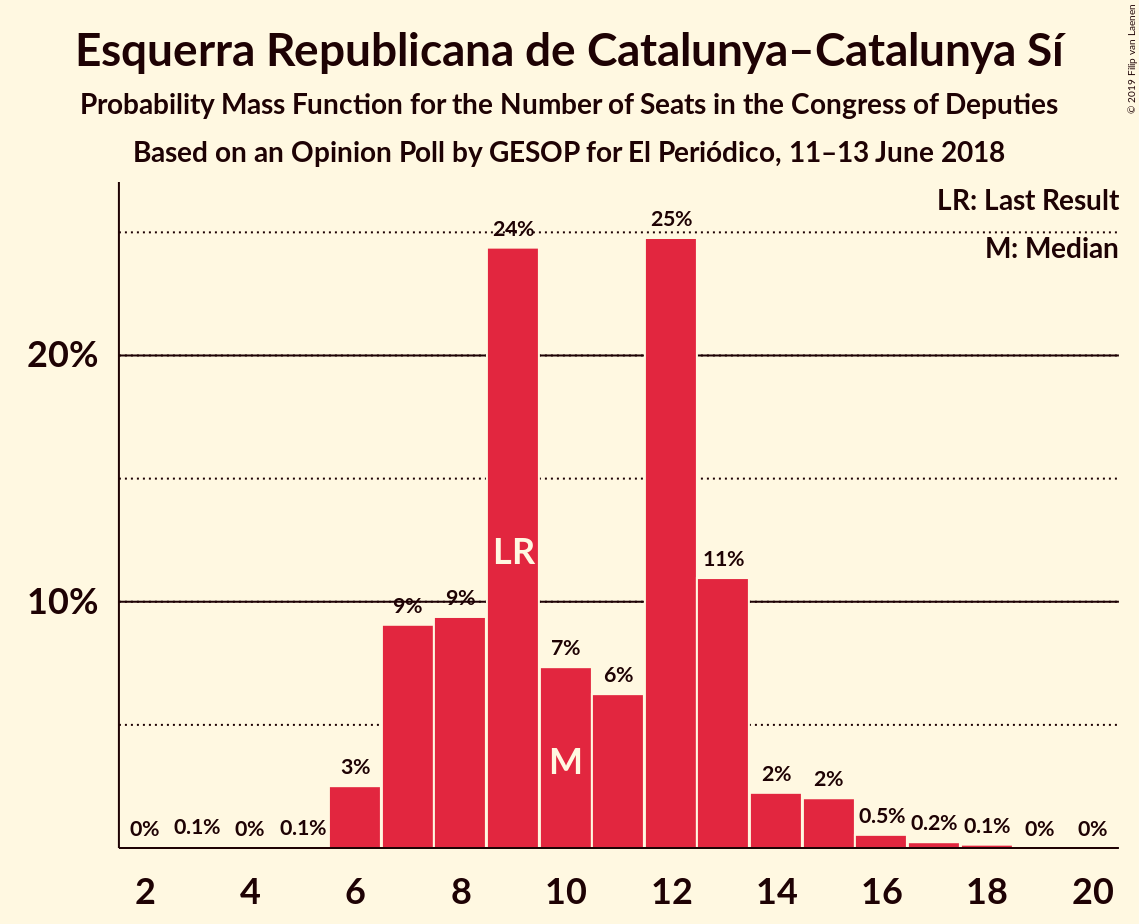 Esquerra Republicana de Catalunya–Catalunya Sí
Probability Mass Function for the Number of Seats in the Congress of Deputies
Based on an Opinion Poll by GESOP for El Periódico, 11–13 June 2018
© 2019 Filip van Laenen
LR: Last Result
M: Median
20%
10%
0%
0.1%
0%
0.1%
3%
9%
9%
24%
7%
6%
25%
11%
2%
2%
0.5%
0.2%
0.1%
0%
0%
LR
M
2 4 6 8 10 12 14 16 18 20